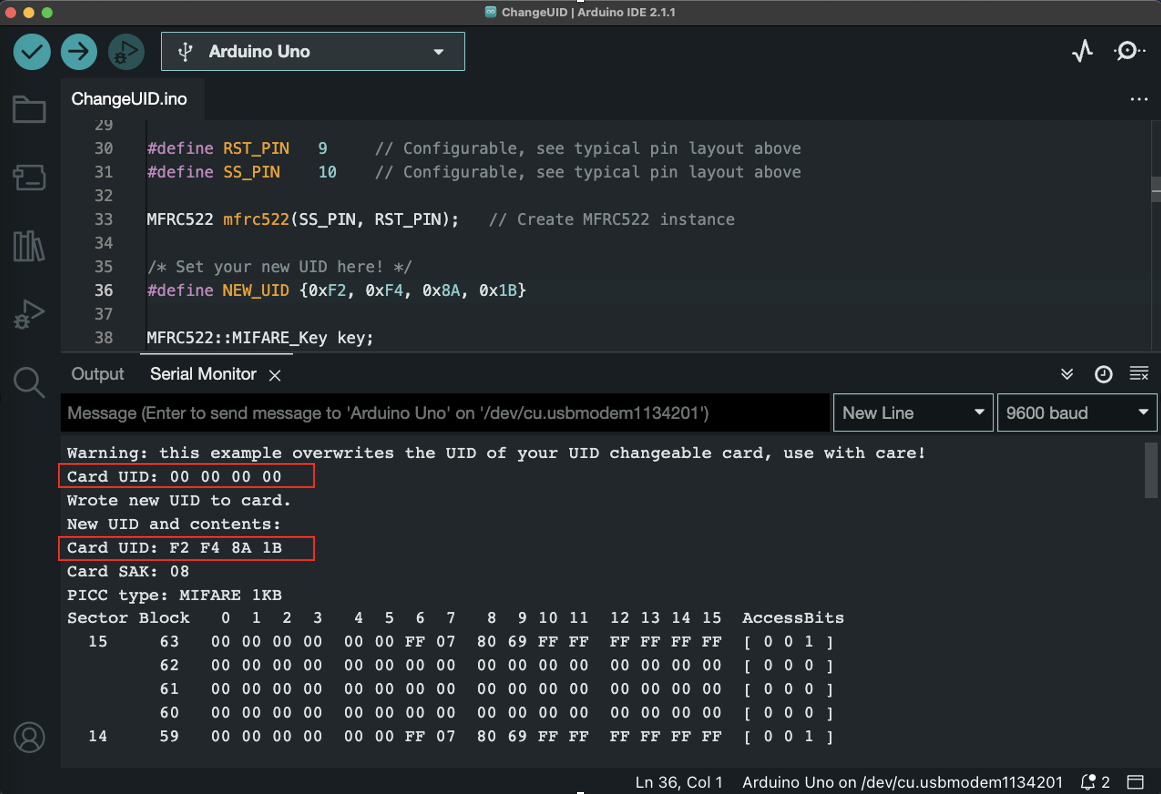 ChangeUID | Arduino IDE 2.1.1
Arduino Uno
ChangeUID.ino
29
30 #define RST_PIN 9 // Configurable, see typical pin layout above
31 #define SS_PIN 10 // Configurable, see typical pin layout above
32
33 MFRC522 mfrc522(SS_PIN, RST_PIN); // Create MFRC522 instance
34
35 /* Set your new UID here! */
36 #define NEW_UID {0xF2, 0xF4, 0x8A, 0x1B}
37
38 MFRC522::MIFARE_Key key;
Output Serial Monitor
Message (Enter to send message to 'Arduino Uno' on '/dev/cu.usbmodem1134201') New Line 9600 baud
Warning: this example overwrites the UID of your UID changeable card, use with care!
Card UID: 00 00 00 00
Wrote new UID to card.
New UID and contents:
Card UID: F2 F4 8A 1B
Card SAK: 08
PICC type: MIFARE 1KB
Sector Block 0 1 2 3 4 5 6 7 8 9 10 11 12 13 14 15 AccessBits
15 63 00 00 00 00 00 00 FF 07 80 69 FF FF FF FF FF FF [ 0 0 1 ]
62 00 00 00 00 00 00 00 00 00 00 00 00 00 00 00 00 [ 0 0 0 ]
61 00 00 00 00 00 00 00 00 00 00 00 00 00 00 00 00 [ 0 0 0 ]
60 00 00 00 00 00 00 00 00 00 00 00 00 00 00 00 00 [ 0 0 0 ]
14 59 00 00 00 00 00 00 FF 07 80 69 FF FF FF FF FF FF [ 0 0 1 ]
Ln 36, Col 1 Arduino Uno on /dev/cu.usbmodem1134201 2